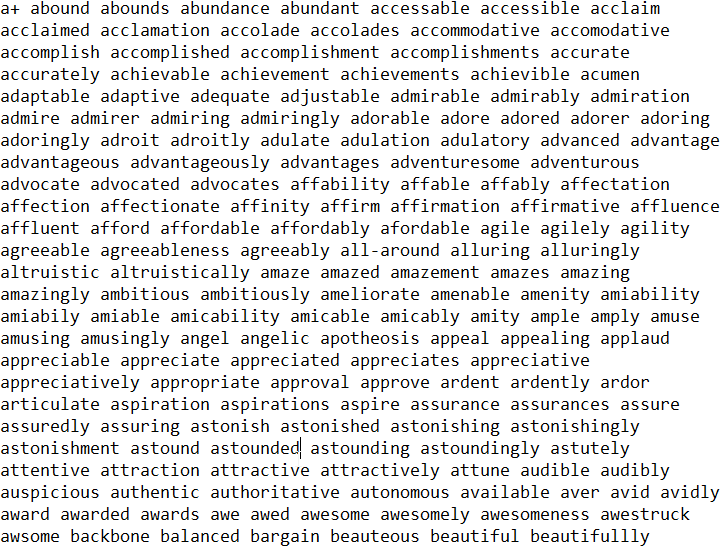 a+ abound abounds abundance abundant accessable accessible acclaim
acclaimed acclamation accolade accolades accommodative accomodative
accomplish accomplished accomplishment accomplishments accurate
accurately achievable achievement achievements achievible acumen
adaptable adaptive adequate adjustable admirable admirably admiration
admire admirer admiring admiringly adorable adore adored adorer adoring
adoringly adroit adroitly adulate adulation adulatory advanced advantage
advantageous advantageously advantages adventuresome adventurous
advocate advocated advocates affability affable affably affectation
affection affectionate affinity affirm affirmation affirmative affluence
affluent afford affordable affordably afordable agile agilely agility
agreeable agreeableness agreeably all-around alluring alluringly
altruistic altruistically amaze amazed amazement amazes amazing
amazingly ambitious ambitiously ameliorate amenable amenity amiability
amiabily amiable amicability amicable amicably amity ample amply amuse
amusing amusingly angel angelic apotheosis appeal appealing applaud
appreciable appreciate appreciated appreciates appreciative
appreciatively appropriate approval approve ardent ardently ardor
articulate aspiration aspirations aspire assurance assurances assure
assuredly assuring astonish astonished astonishing astonishingly
astonishment astound astounded astounding astoundingly astutely
attentive attraction attractive attractively attune audible audibly
auspicious authentic authoritative autonomous available aver avid avidly
award awarded awards awe awed awesome awesomely awesomeness awestruck
awsome backbone balanced bargain beauteous beautiful beautifullly